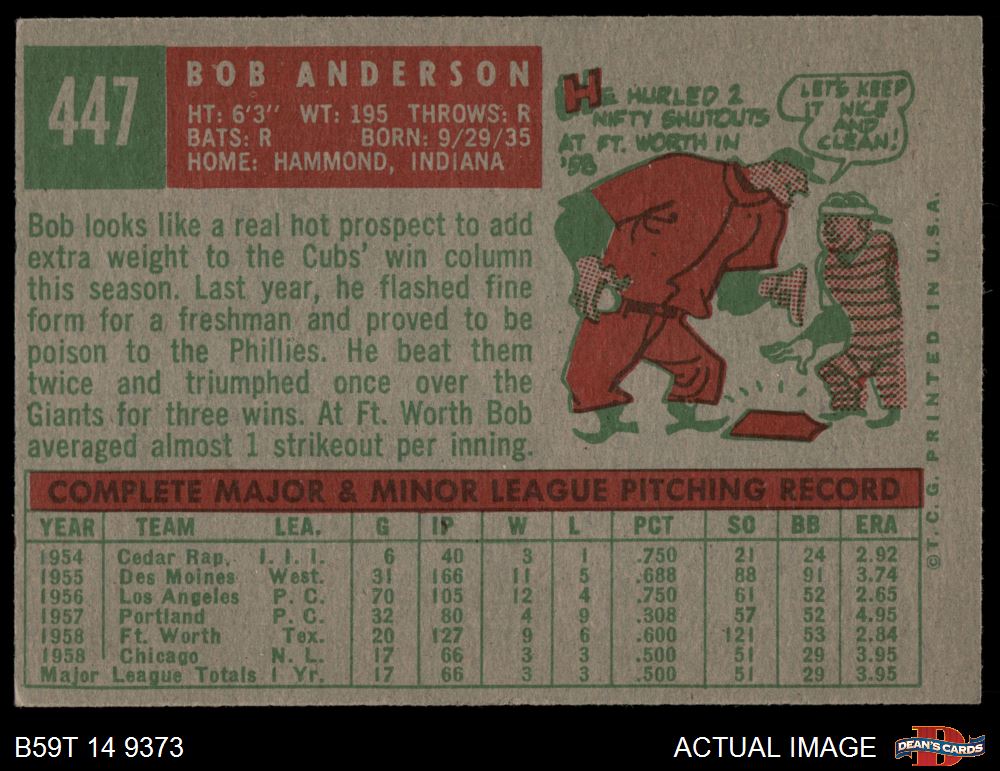 447
BOB ANDERSON
HT: 6'3" WT: 195 THROWS: R
BATS: R BORN: 9/29/35
HOME: HAMMOND, INDIANA
HE HURLED 2
NIFTY SHUTOUTS
AT FT. WORTH IN
'58
LET'S KEEP
IT NICE
AND
CLEAN!
Bob looks like a real hot prospect to add
extra weight to the Cubs' win column
this season. Last year, he flashed fine
form for a freshman and proved to be
poison to the Phillies. He beat them
twice and triumphed once over the
Giants for three wins. At Ft. Worth Bob
averaged almost 1 strikeout per inning.
COMPLETE MAJOR & MINOR LEAGUE PITCHING RECORD
YEAR TEAM LEA. G IP W L PCT SO BB ERA
1954 Cedar Rap. I. I. I. 6 40 3 1 .750 21 24 2.92
1955 Des Moines West. 31 166 11 5 .688 88 91 3.74
1956 Los Angeles P. C. 70 105 12 4 .750 61 52 2.65
1957 Portland P. C. 32 80 4 9 .308 57 52 4.95
1958 Ft. Worth Tex. 20 127 9 6 .600 121 53 2.84
1958 Chicago N. L. 17 66 3 3 .500 51 29 3.95
Major League Totals 1 Yr. 17 66 3 3 .500 51 29 3.95
©T. C. G. PRINTED IN U.S.A.
B59T 14 9373
ACTUAL IMAGE
DEAN'S CARDS